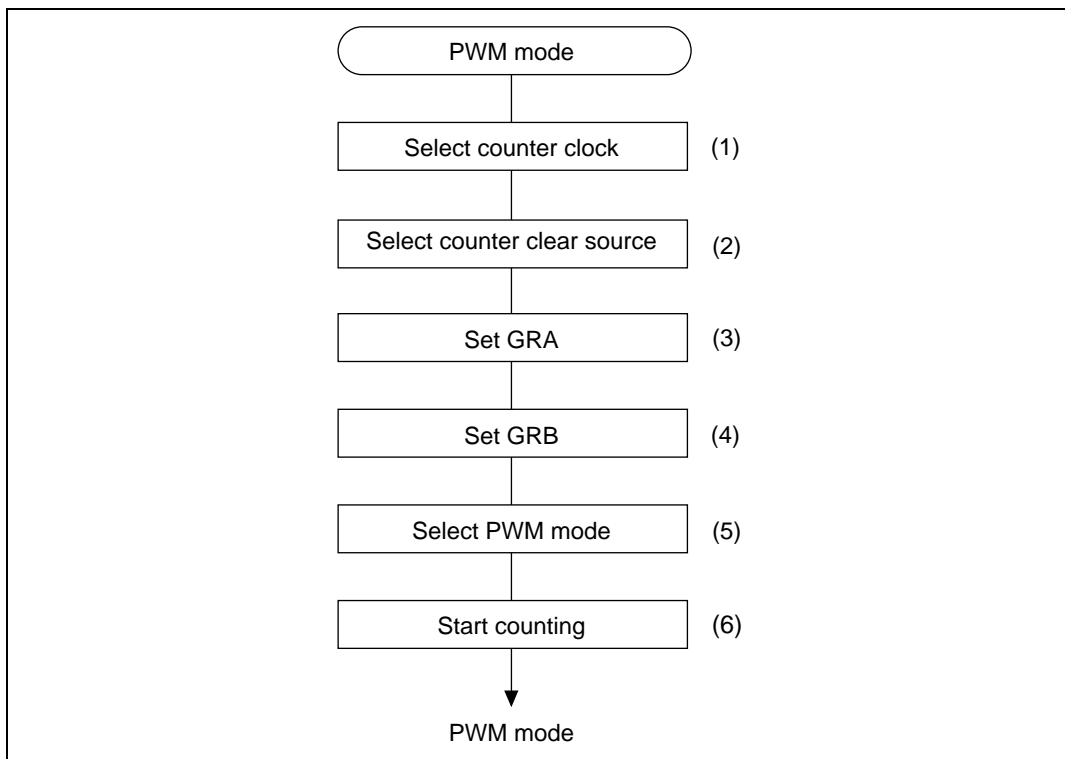 PWM mode
Select counter clock (1)
Select counter clear source (2)
Set GRA (3)
Set GRB (4)
Select PWM mode (5)
Start counting (6)
PWM mode